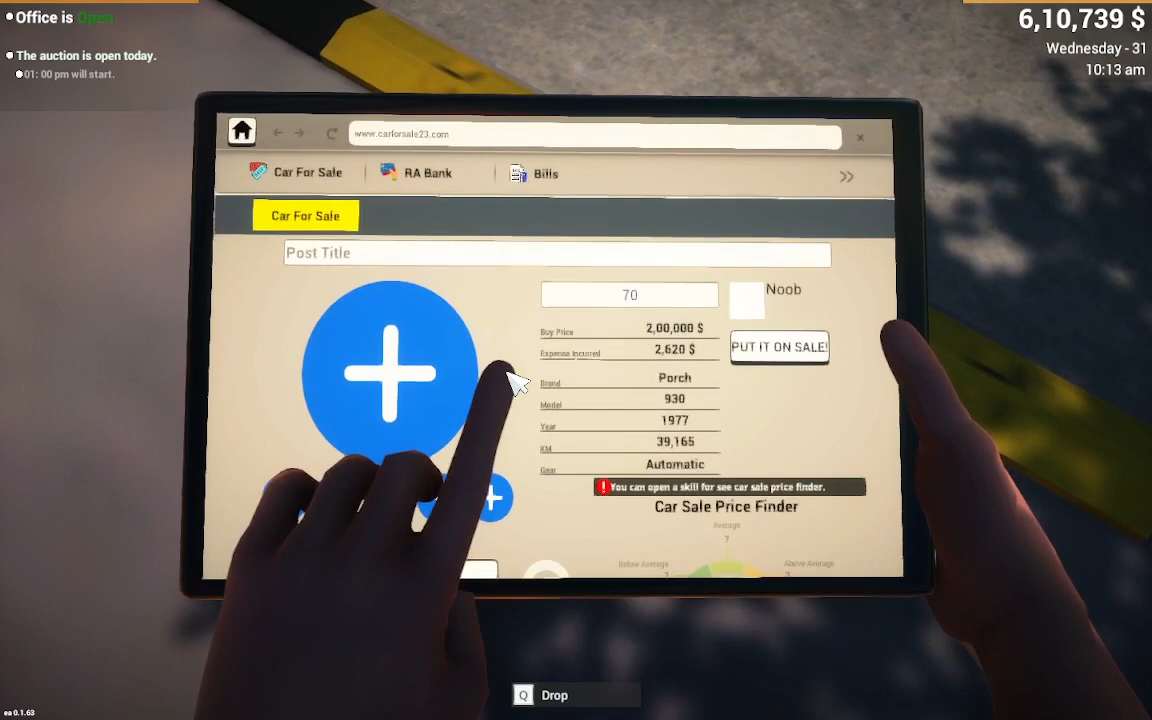 Office is Open
The auction is open today.
01: 00 pm will start.
6,10,739 $
Wednesday - 31
10:13 am
www.carforsale23.com
Car For Sale
RA Bank
Bills
>>
Car For Sale
Post Title
70
Noob
Buy Price 2,00,000 $
PUT IT ON SALE!
Expense Incurred 2,620 $
Brand Porch
Model 930
Year 1977
KM 39,165
Gear Automatic
You can open a skill for see car sale price finder.
Car Sale Price Finder
Average
?
Below Average
Above Average
Q Drop
ea 0.1.63